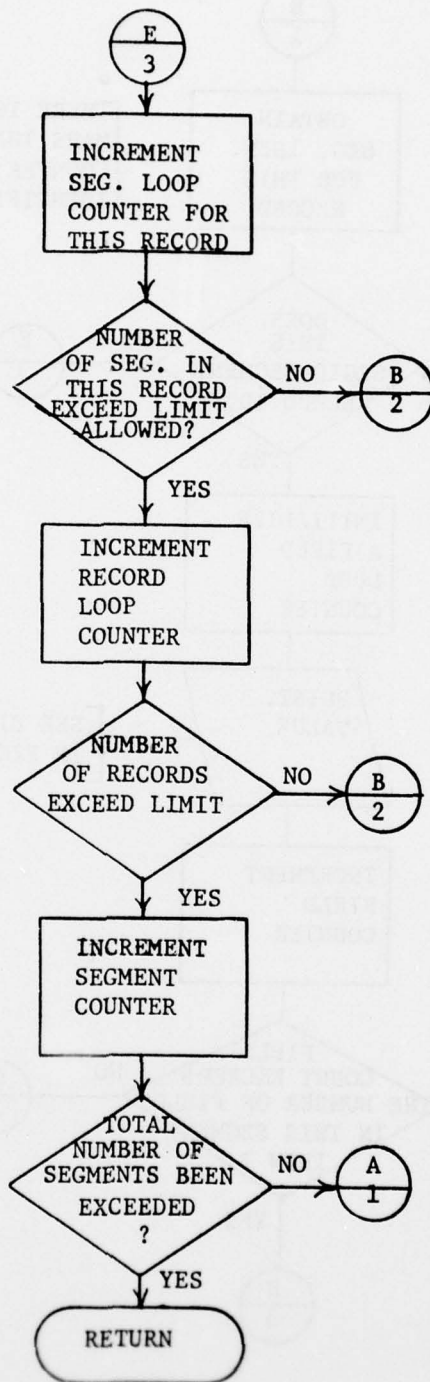 E
3
INCREMENT
SEG. LOOP
COUNTER FOR
THIS RECORD
NUMBER
OF SEG. IN
THIS RECORD
EXCEED LIMIT
ALLOWED?
NO
B
2
YES
INCREMENT
RECORD
LOOP
COUNTER
NUMBER
OF RECORDS
EXCEED LIMIT
NO
B
2
YES
INCREMENT
SEGMENT
COUNTER
TOTAL
NUMBER OF
SEGMENTS BEEN
EXCEEDED
?
NO
A
1
YES
RETURN